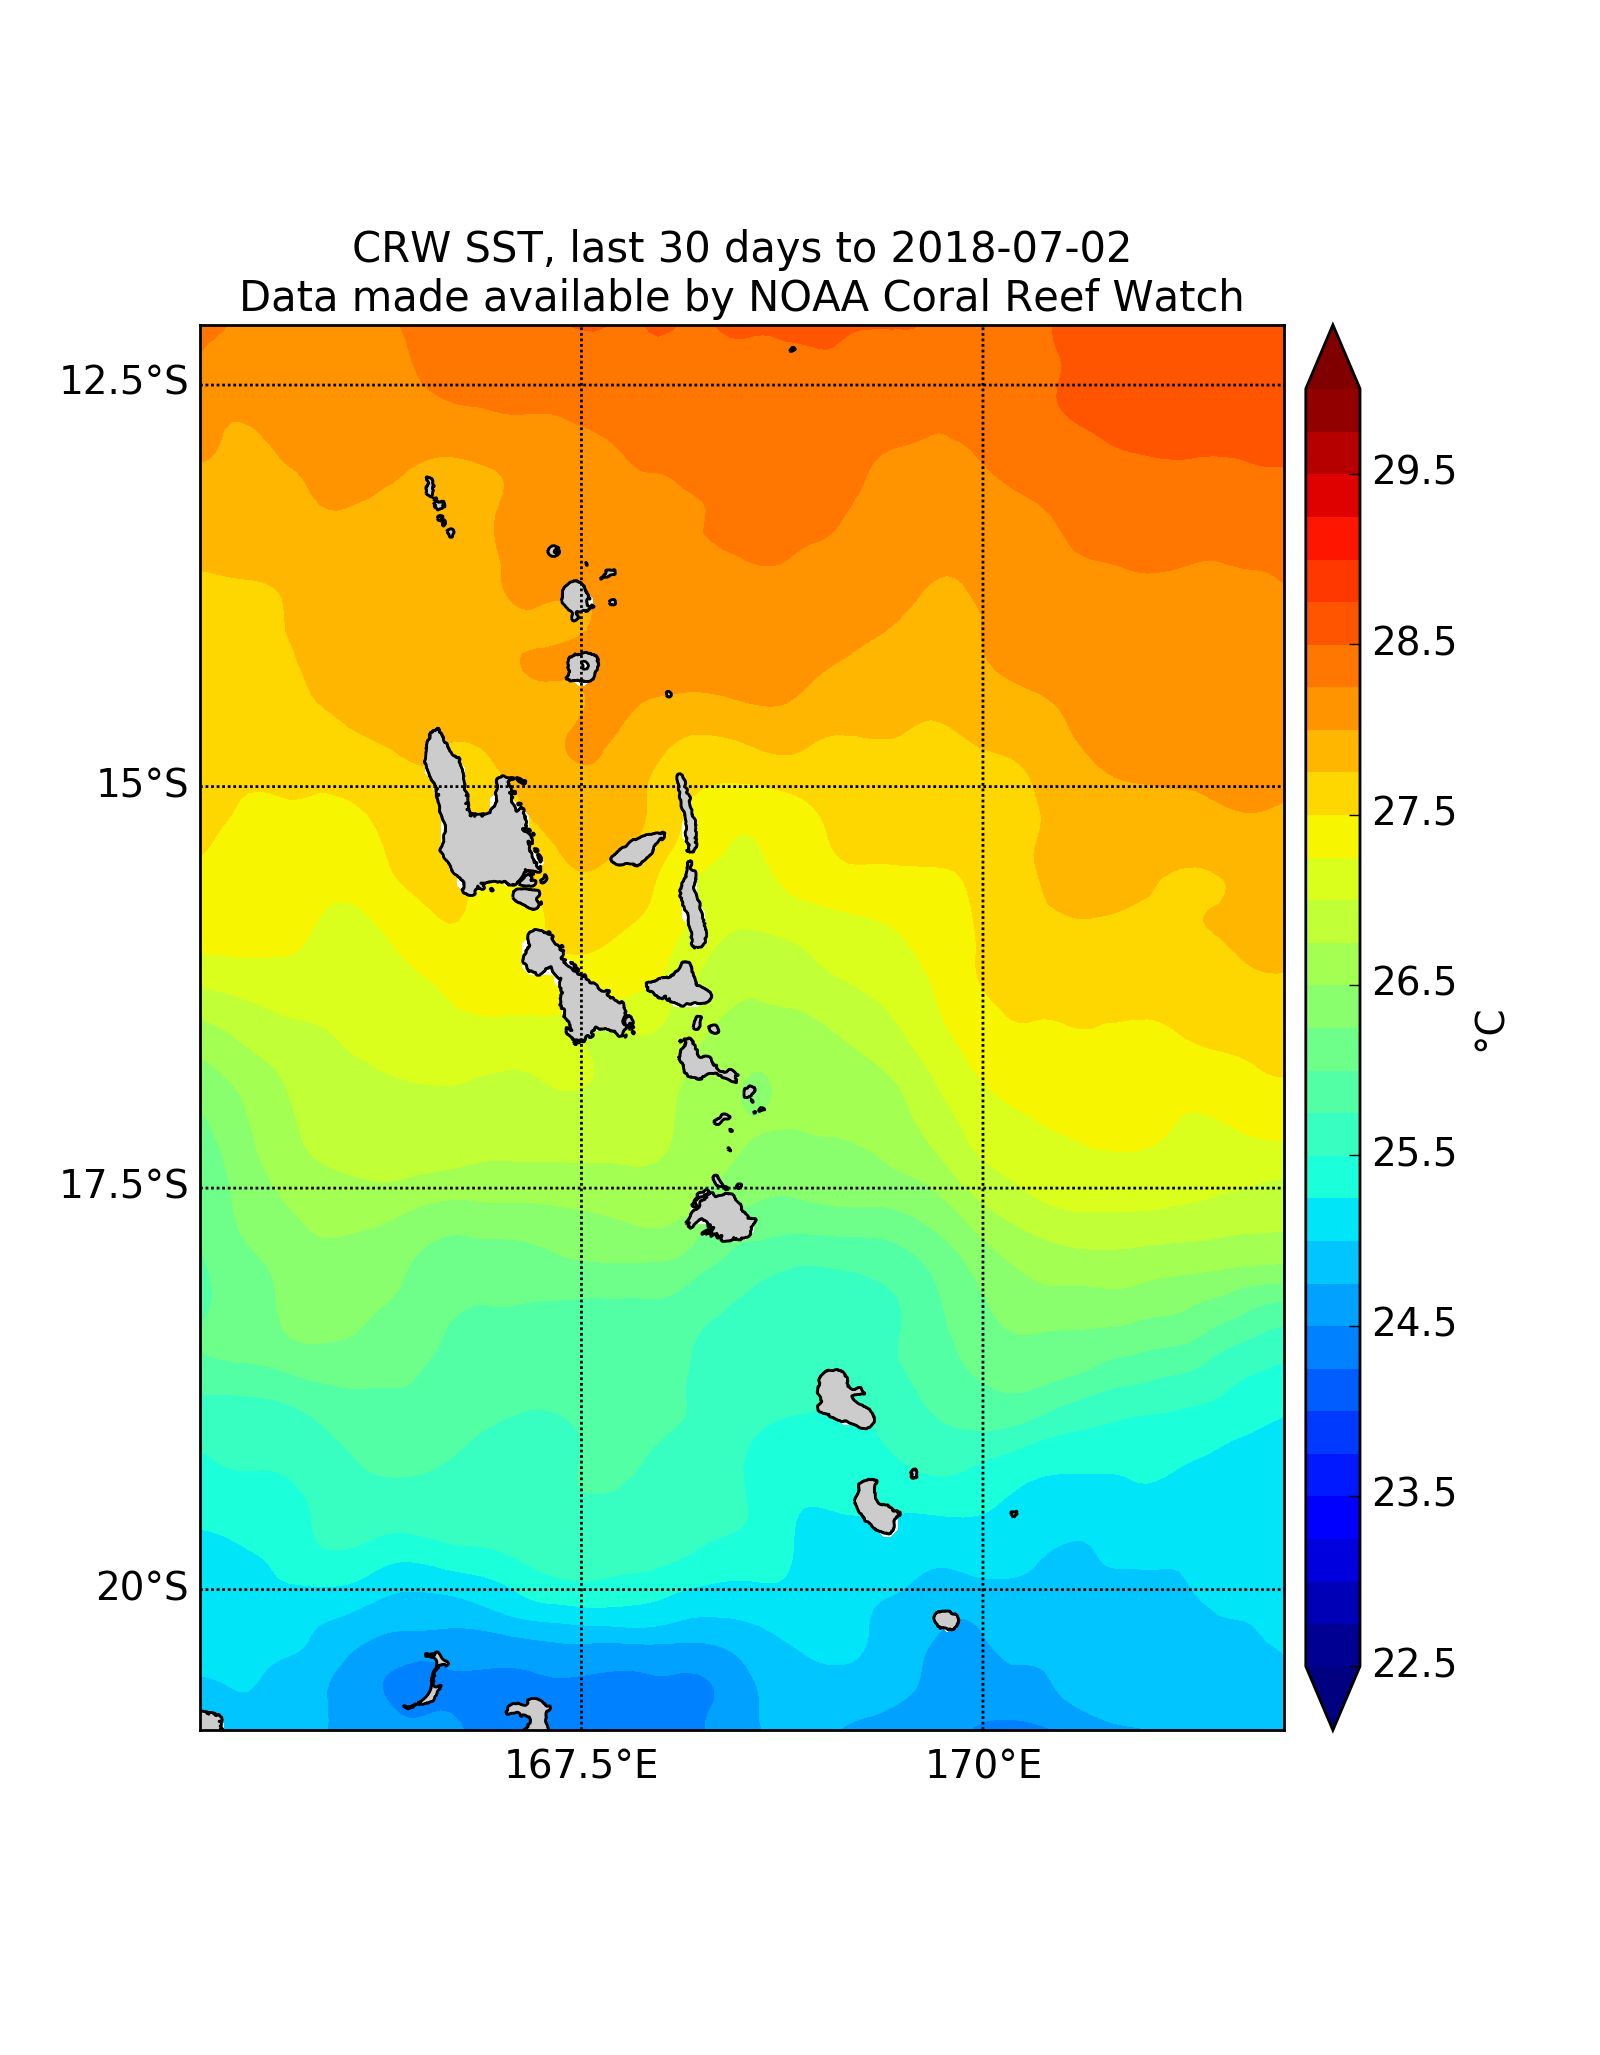 CRW SST, last 30 days to 2018-07-02
Data made available by NOAA Coral Reef Watch
12.5°S
15°S
17.5°S
20°S
167.5°E
170°E
29.5
28.5
27.5
26.5
25.5
24.5
23.5
22.5
°C